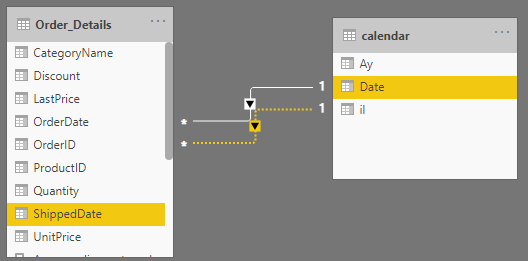 Order_Details
...
CategoryName
Discount
LastPrice
OrderDate
OrderID
ProductID
Quantity
ShippedDate
UnitPrice
*
*
1
1
calendar
...
Ay
Date
il